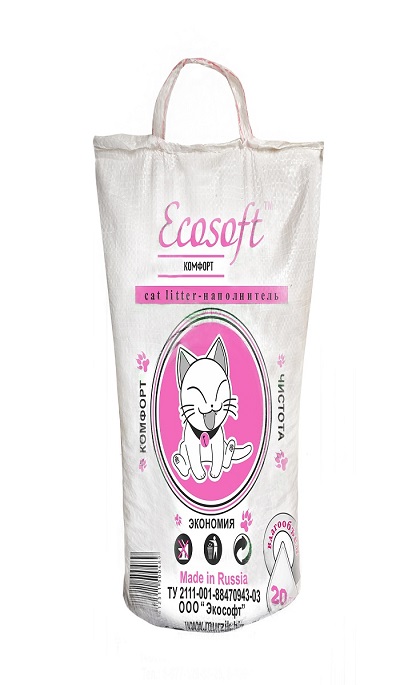 Ecosoft™
КОМФОРТ
cat litter-наполнитель
КОМФОРТ
ЧИСТОТА
ЭКОНОМИЯ
20
Made in Russia
ТУ 2111-001-88470943-03
ООО "Экософт"